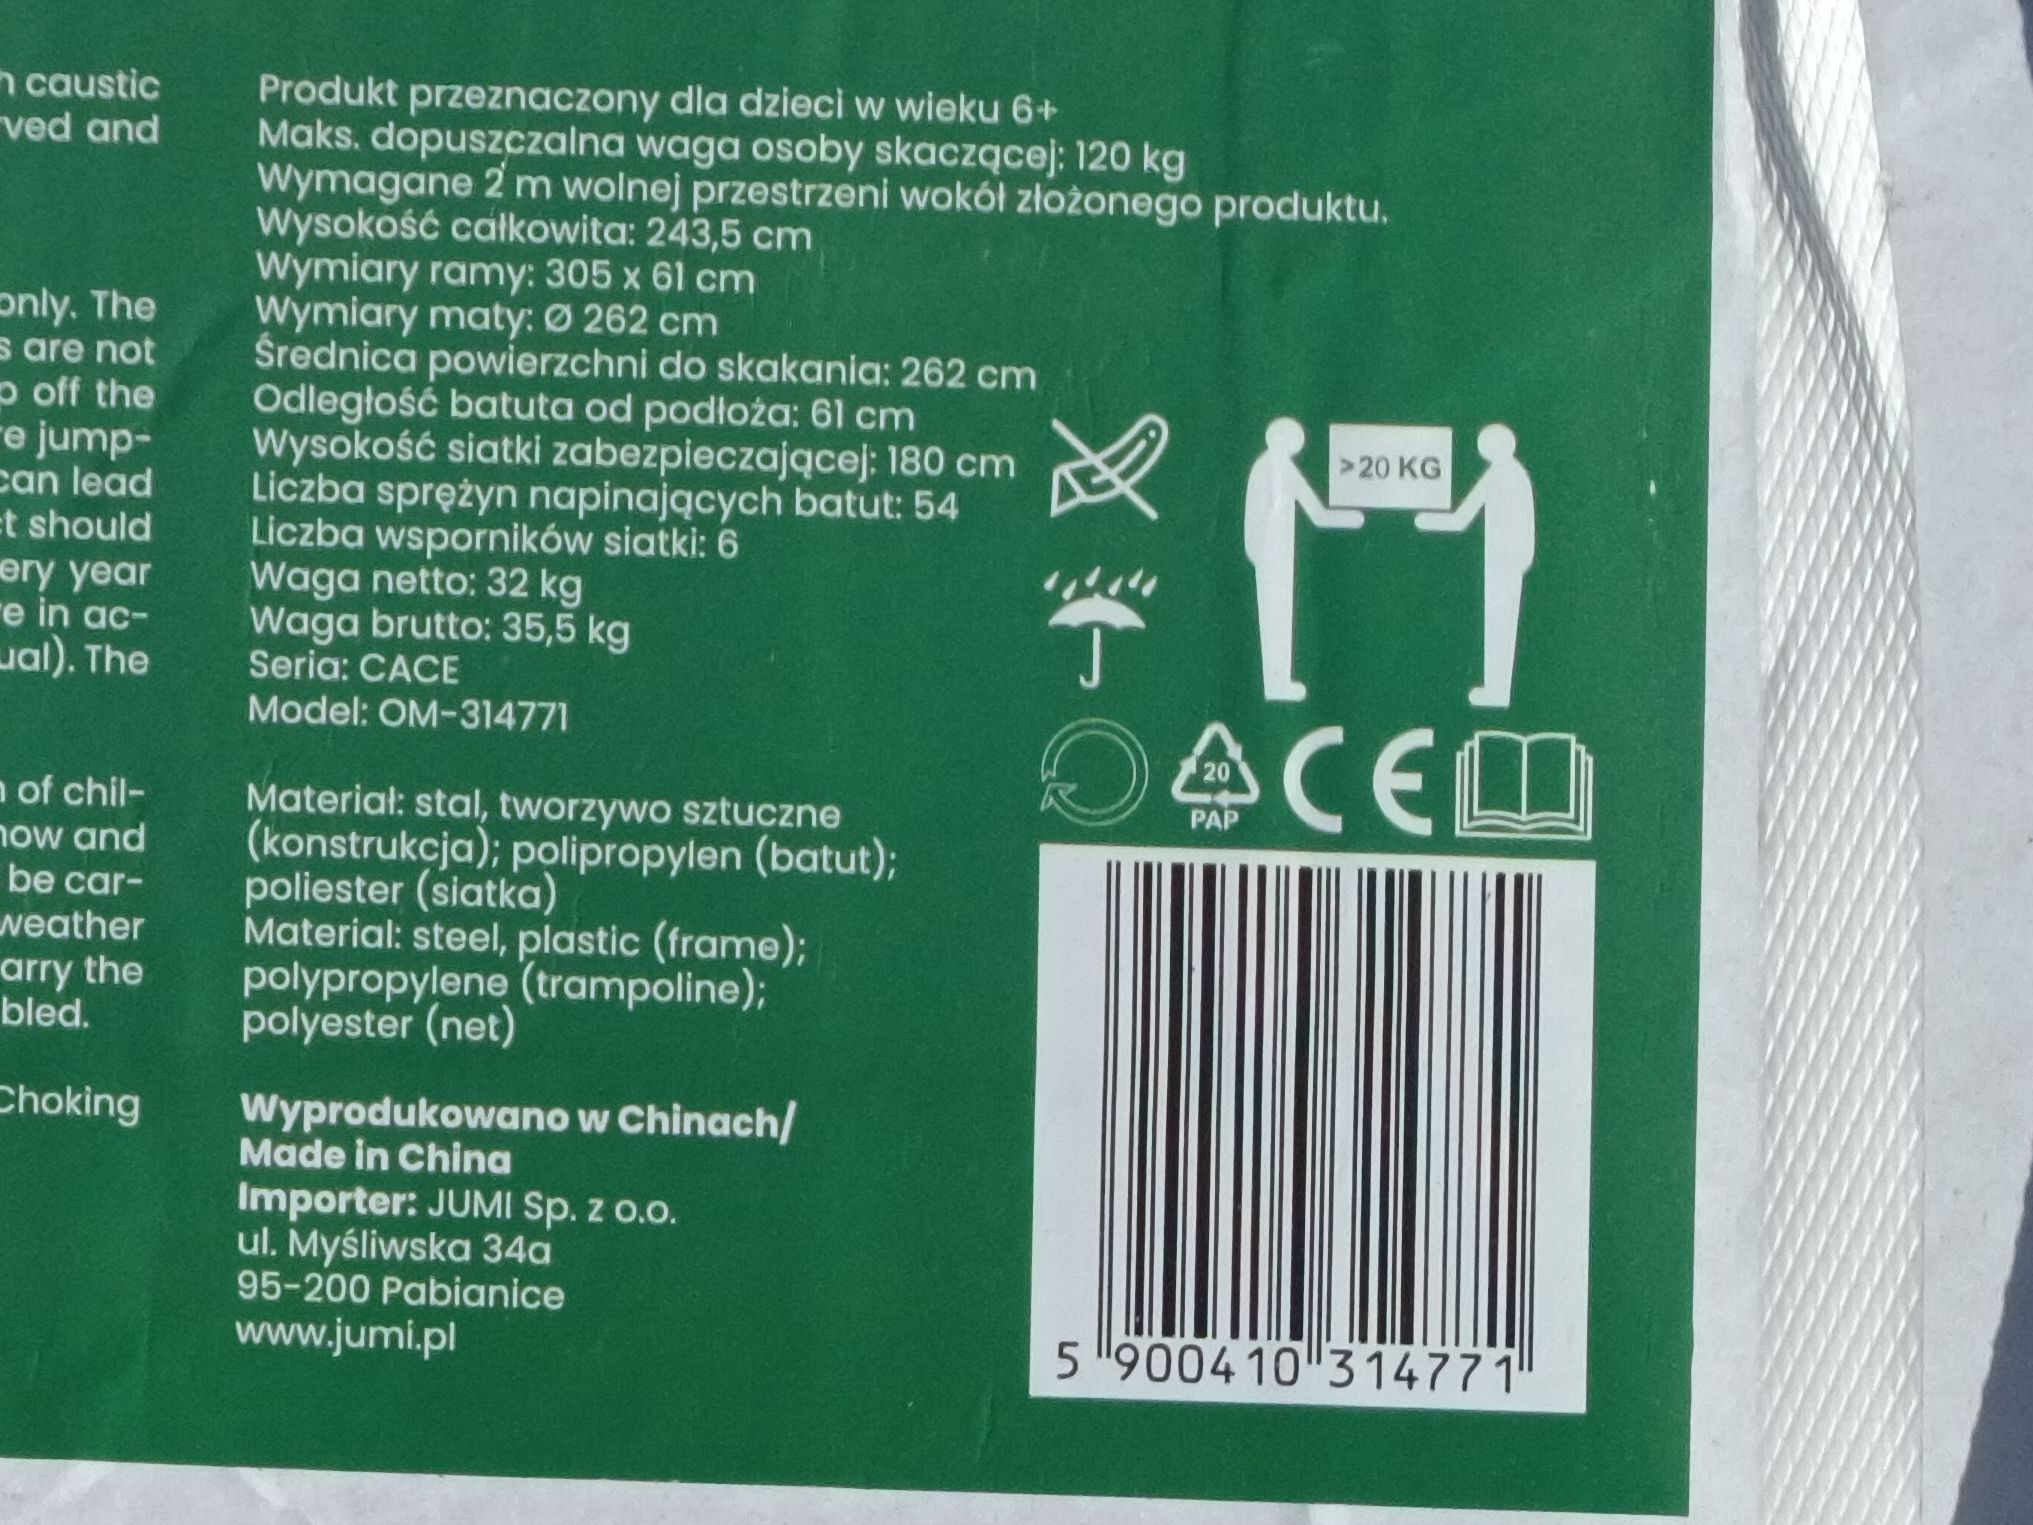 caustic
and
only. The
are not
off the
jump-
can lead
should
year
in ac-
The
of chil-
and
be car-
weather
the
Choking
Produkt przeznaczony dla dzieci w wieku 6+
Maks. dopuszczalna waga osoby skaczącej: 120 kg
Wymagane 2 m wolnej przestrzeni wokół złożonego produktu.
Wysokość całkowita: 243,5 cm
Wymiary ramy: 305 x 61 cm
Wymiary maty: Ø 262 cm
Średnica powierzchni do skakania: 262 cm
Odległość batuta od podłoża: 61 cm
Wysokość siatki zabezpieczającej: 180 cm
Liczba sprężyn napinających batut: 54
Liczba wsporników siatki: 6
Waga netto: 32 kg
Waga brutto: 35,5 kg
Seria: CACE
Model: OM-314771
Materiał: stal, tworzywo sztuczne
(konstrukcja); polipropylen (batut);
poliester (siatka)
Material: steel, plastic (frame);
polypropylene (trampoline);
polyester (net)
Wyprodukowano w Chinach/
Made in China
Importer: JUMI Sp. z o.o.
ul. Myśliwska 34a
95-200 Pabianice
www.jumi.pl
>20 KG
20
PAP
CE
5 900410 314771